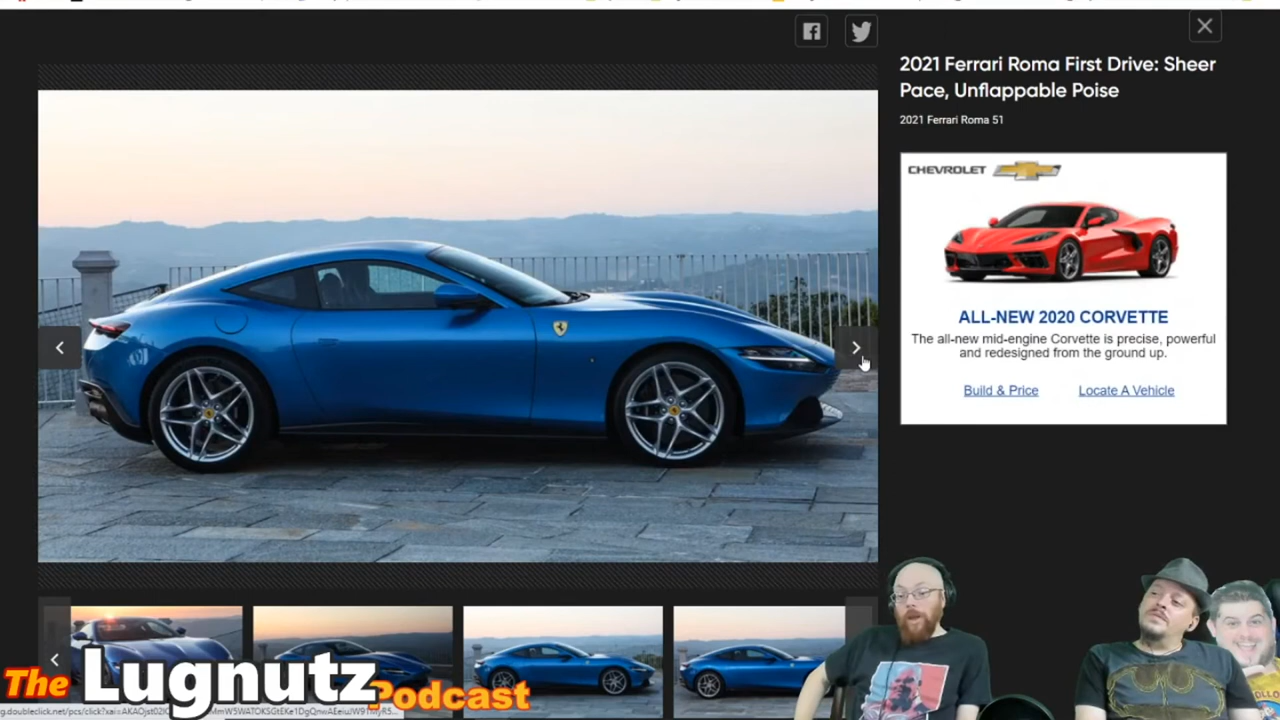 2021 Ferrari Roma First Drive: Sheer
Pace, Unflappable Poise
2021 Ferrari Roma 51
CHEVROLET
ALL-NEW 2020 CORVETTE
The all-new mid-engine Corvette is precise, powerful
and redesigned from the ground up.
Build & Price
Locate A Vehicle
The Lugnutz
Podcast